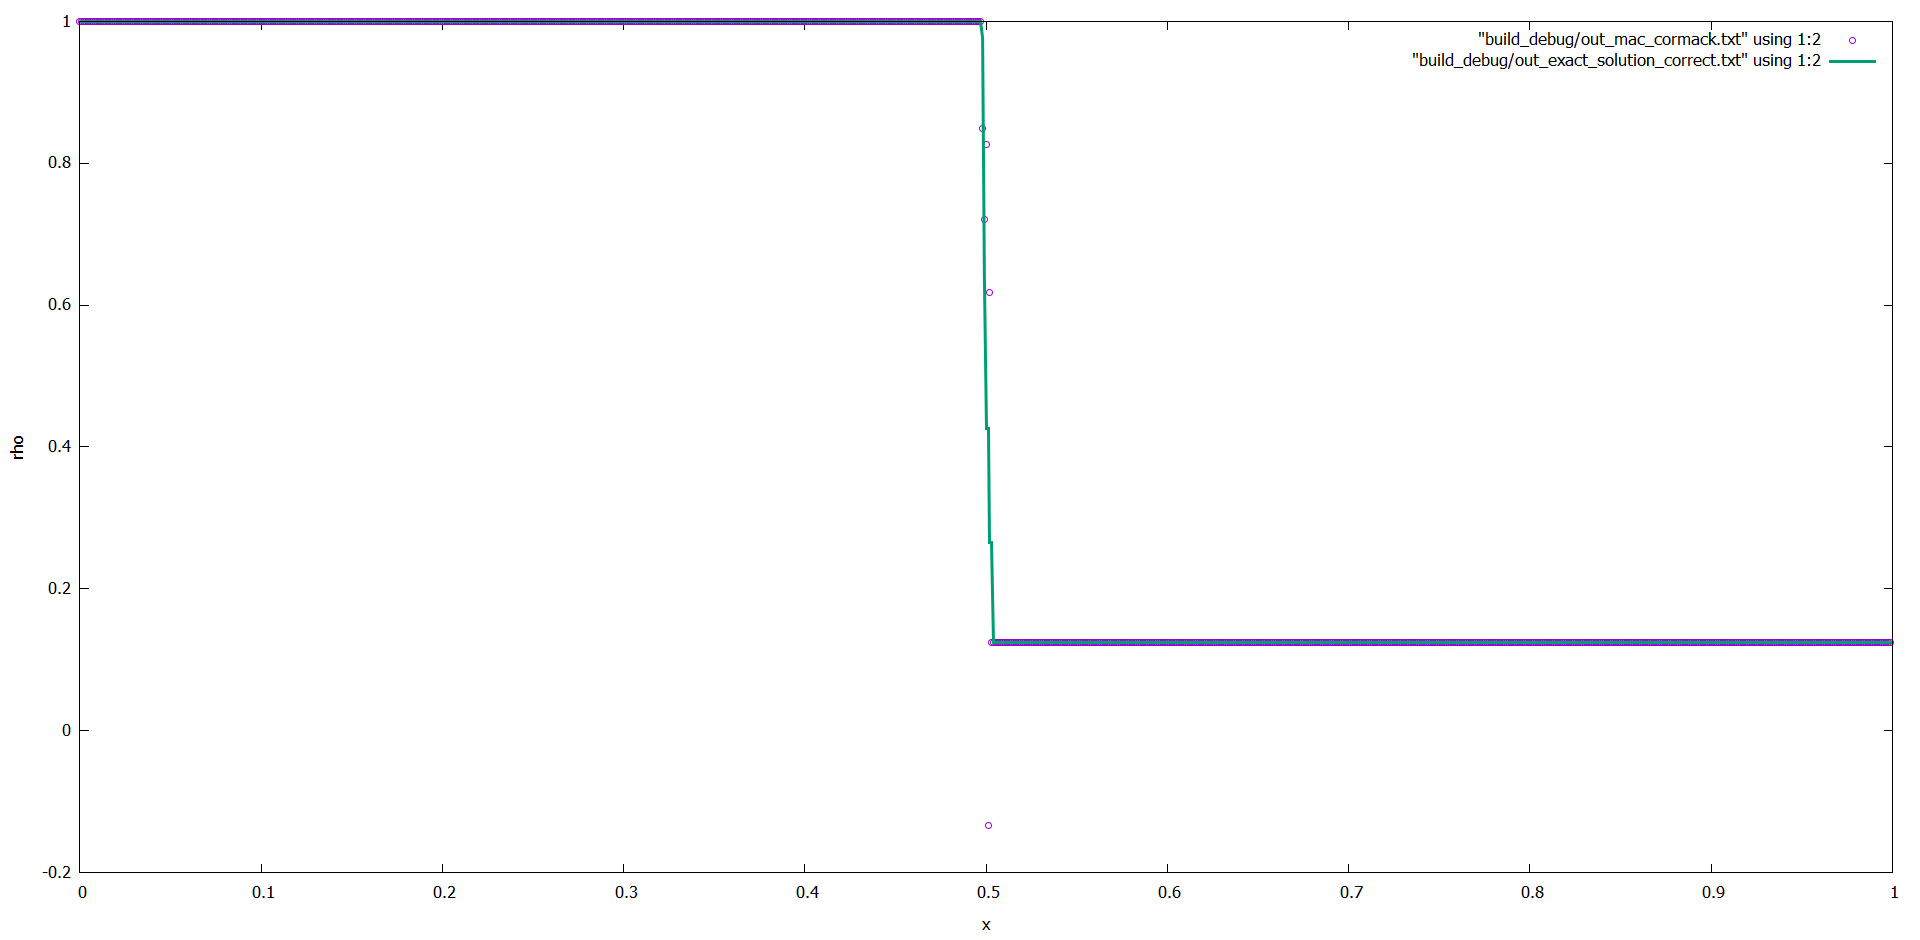 "build_debug/out_mac_cormack.txt" using 1:2
"build_debug/out_exact_solution_correct.txt" using 1:2
1
0.8
0.6
0.4
0.2
0
-0.2
rho
0 0.1 0.2 0.3 0.4 0.5 0.6 0.7 0.8 0.9 1
x